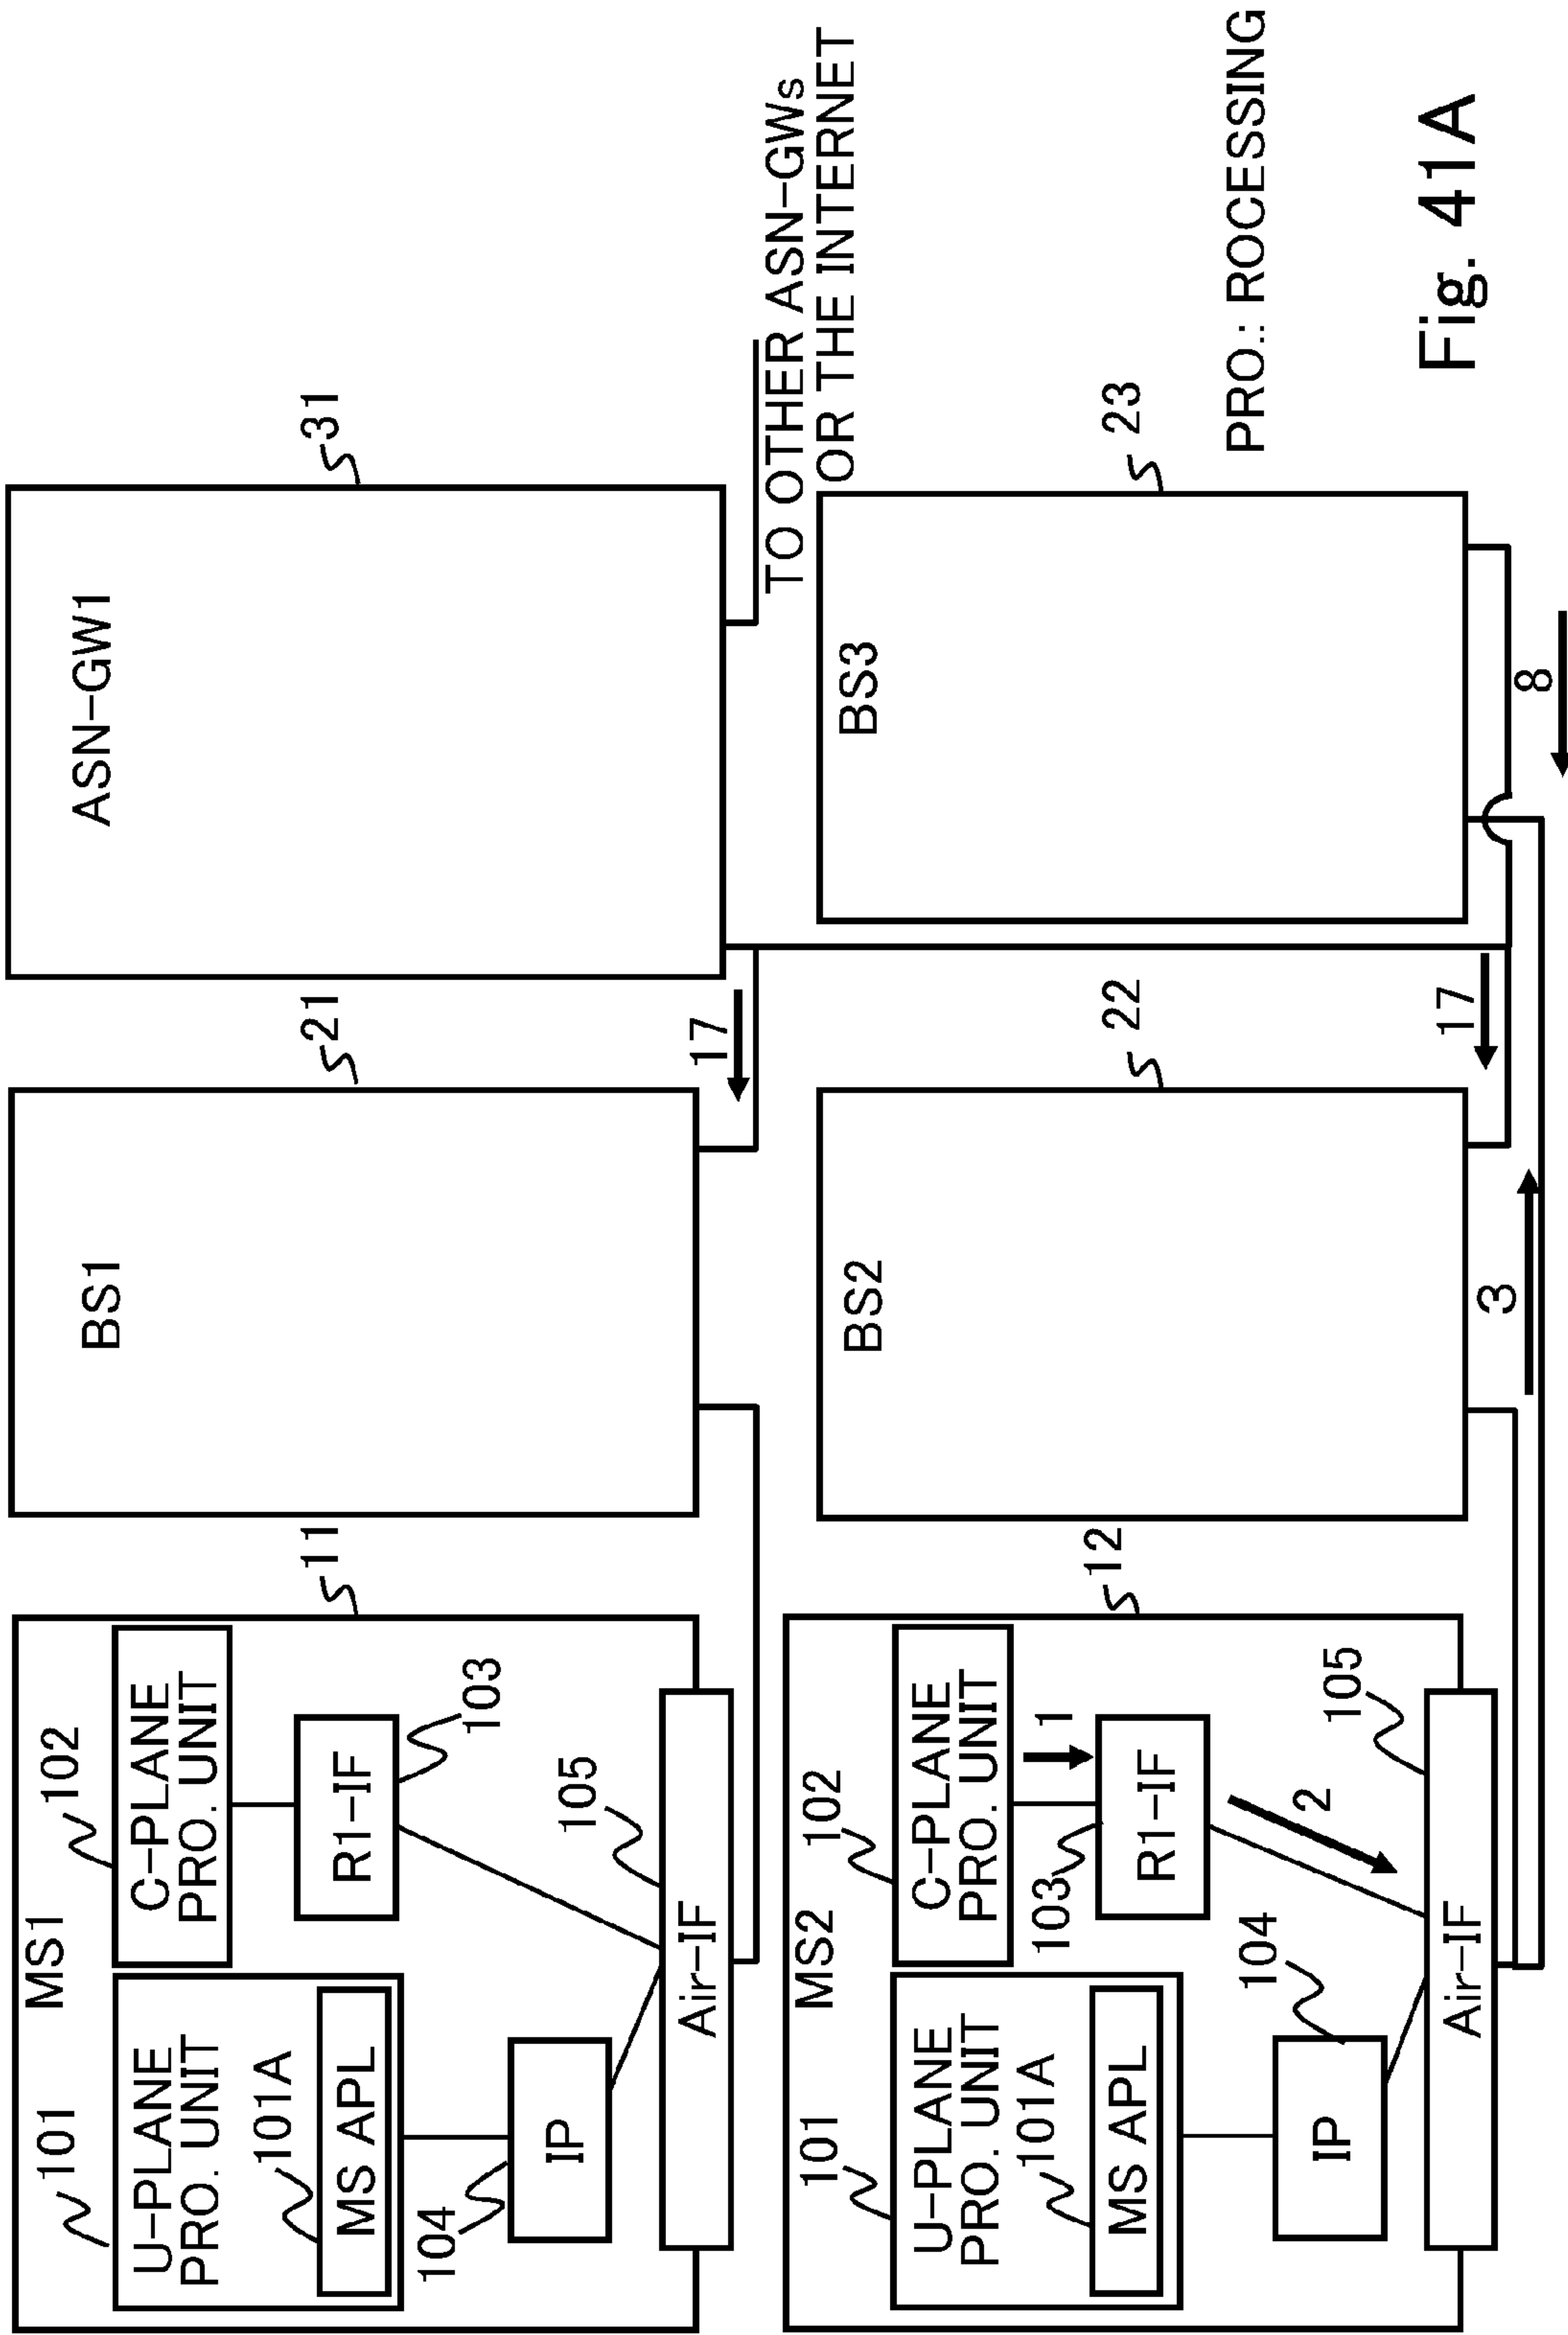 MS1
11
101
U-PLANE
PRO. UNIT
101A
MS APL
102
C-PLANE
PRO. UNIT
R1-IF
103
104
IP
105
Air-IF
BS1
21
17
ASN-GW1
31
TO OTHER ASN-GWs
OR THE INTERNET
MS2
12
101
U-PLANE
PRO. UNIT
101A
MS APL
102
C-PLANE
PRO. UNIT
1
103
R1-IF
2
104
IP
105
Air-IF
BS2
22
17
3
BS3
23
8
PRO.: ROCESSING
Fig. 41A